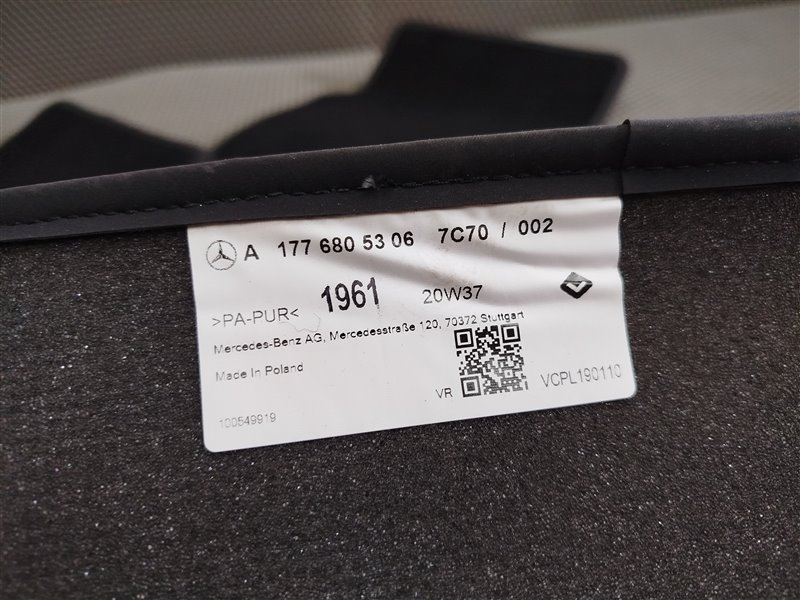 A 177 680 53 06 7C70 / 002
>PA-PUR< 1961 20W37
Mercedes-Benz AG, Mercedesstraße 120, 70372 Stuttgart
Made In Poland
VR VCPL190110
100549919